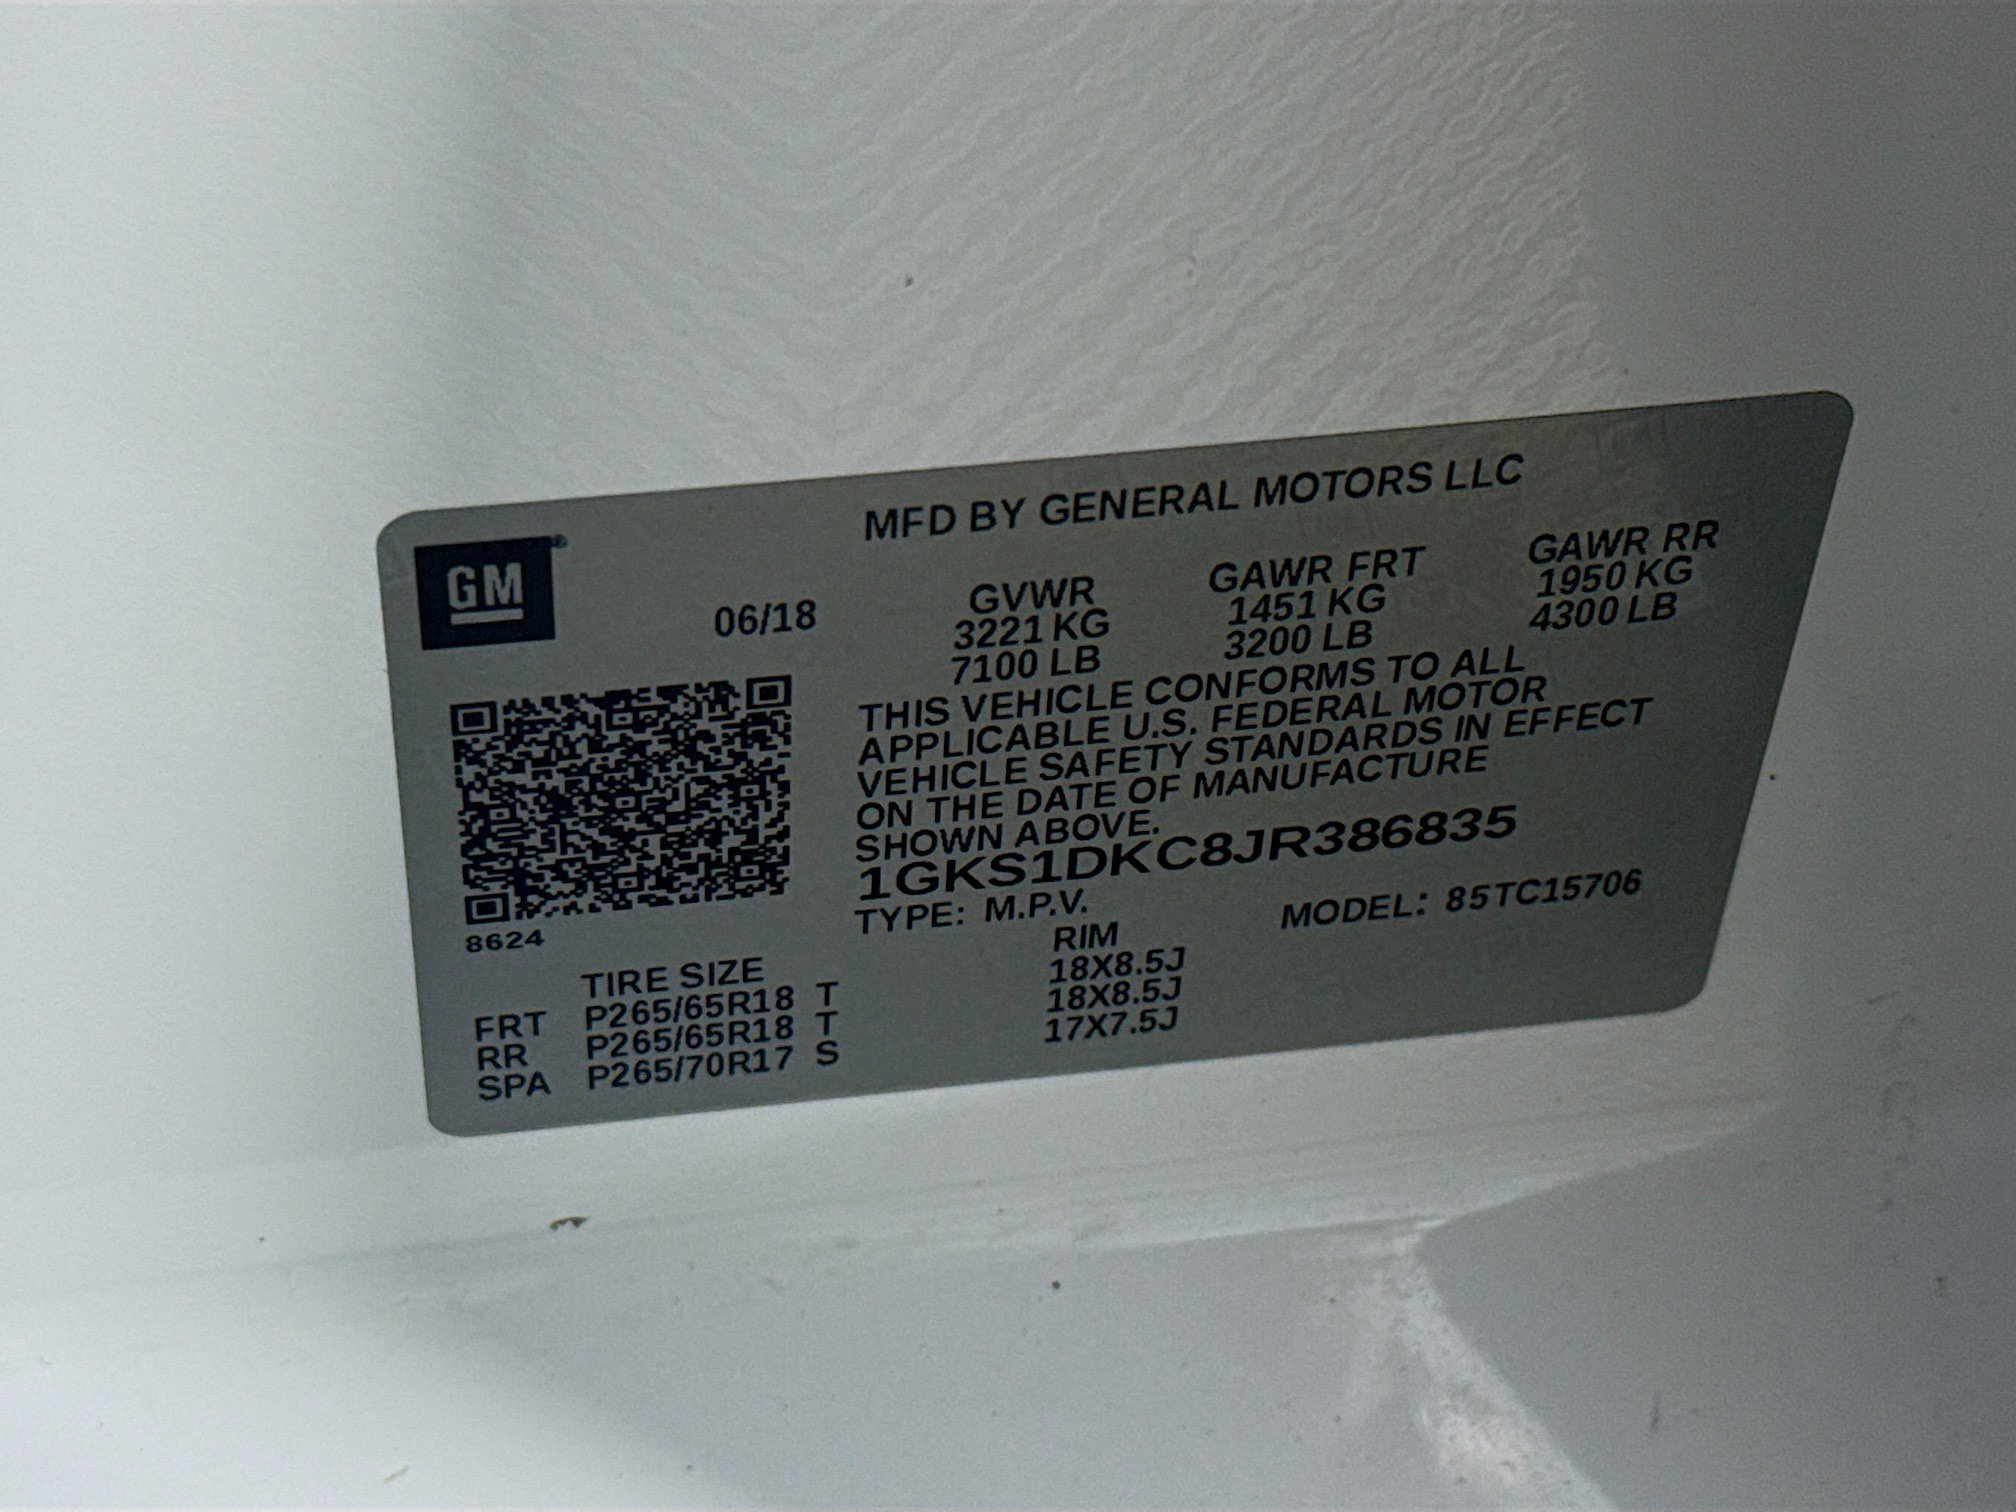 MFD BY GENERAL MOTORS LLC
GM
06/18
GVWR GAWR FRT GAWR RR
3221 KG 1451 KG 1950 KG
7100 LB 3200 LB 4300 LB
THIS VEHICLE CONFORMS TO ALL
APPLICABLE U.S. FEDERAL MOTOR
VEHICLE SAFETY STANDARDS IN EFFECT
ON THE DATE OF MANUFACTURE
SHOWN ABOVE.
1GKS1DKC8JR386835
TYPE: M.P.V. MODEL: 85TC15706
8624
TIRE SIZE RIM
FRT P265/65R18 T 18X8.5J
RR P265/65R18 T 18X8.5J
SPA P265/70R17 S 17X7.5J